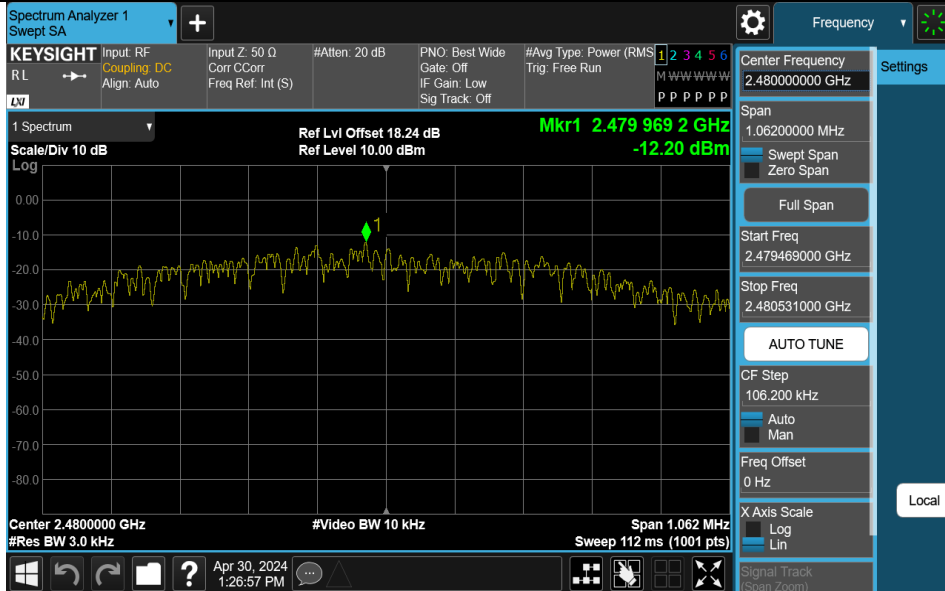 Spectrum Analyzer 1
Swept SA
+
Frequency
KEYSIGHT
R L
LXI
Input: RF
Coupling: DC
Align: Auto
Input Z: 50 Ω
Corr CCorr
Freq Ref: Int (S)
#Atten: 20 dB
PNO: Best Wide
Gate: Off
IF Gain: Low
Sig Track: Off
#Avg Type: Power (RMS
Trig: Free Run
1 2 3 4 5 6
M W W W W W
P P P P P P
1 Spectrum
Scale/Div 10 dB
Log
Ref Lvl Offset 18.24 dB
Ref Level 10.00 dBm
Mkr1 2.479 969 2 GHz
-12.20 dBm
1
0.00
-10.0
-20.0
-30.0
-40.0
-50.0
-60.0
-70.0
-80.0
Center 2.4800000 GHz
#Res BW 3.0 kHz
#Video BW 10 kHz
Span 1.062 MHz
Sweep 112 ms (1001 pts)
?
Apr 30, 2024
1:26:57 PM
Center Frequency
2.480000000 GHz
Span
1.06200000 MHz
Swept Span
Zero Span
Full Span
Start Freq
2.479469000 GHz
Stop Freq
2.480531000 GHz
AUTO TUNE
CF Step
106.200 kHz
Auto
Man
Freq Offset
0 Hz
X Axis Scale
Log
Lin
Signal Track
(Span Zoom)
Settings
Local